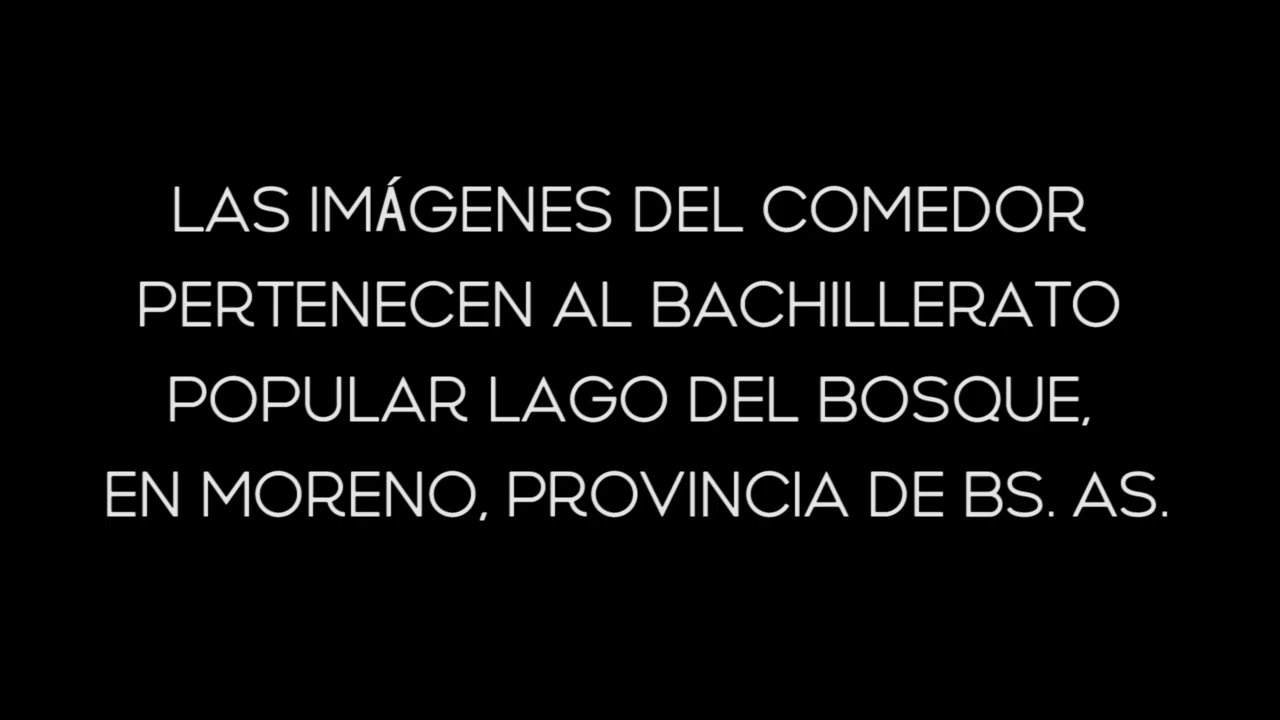 LAS IMÁGENES DEL COMEDOR
PERTENECEN AL BACHILLERATO
POPULAR LAGO DEL BOSQUE,
EN MORENO, PROVINCIA DE BS. AS.